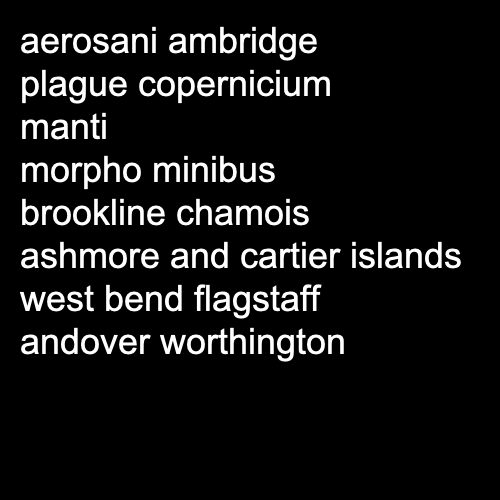 aerosani ambridge
plague copernicium
manti
morpho minibus
brookline chamois
ashmore and cartier islands
west bend flagstaff
andover worthington